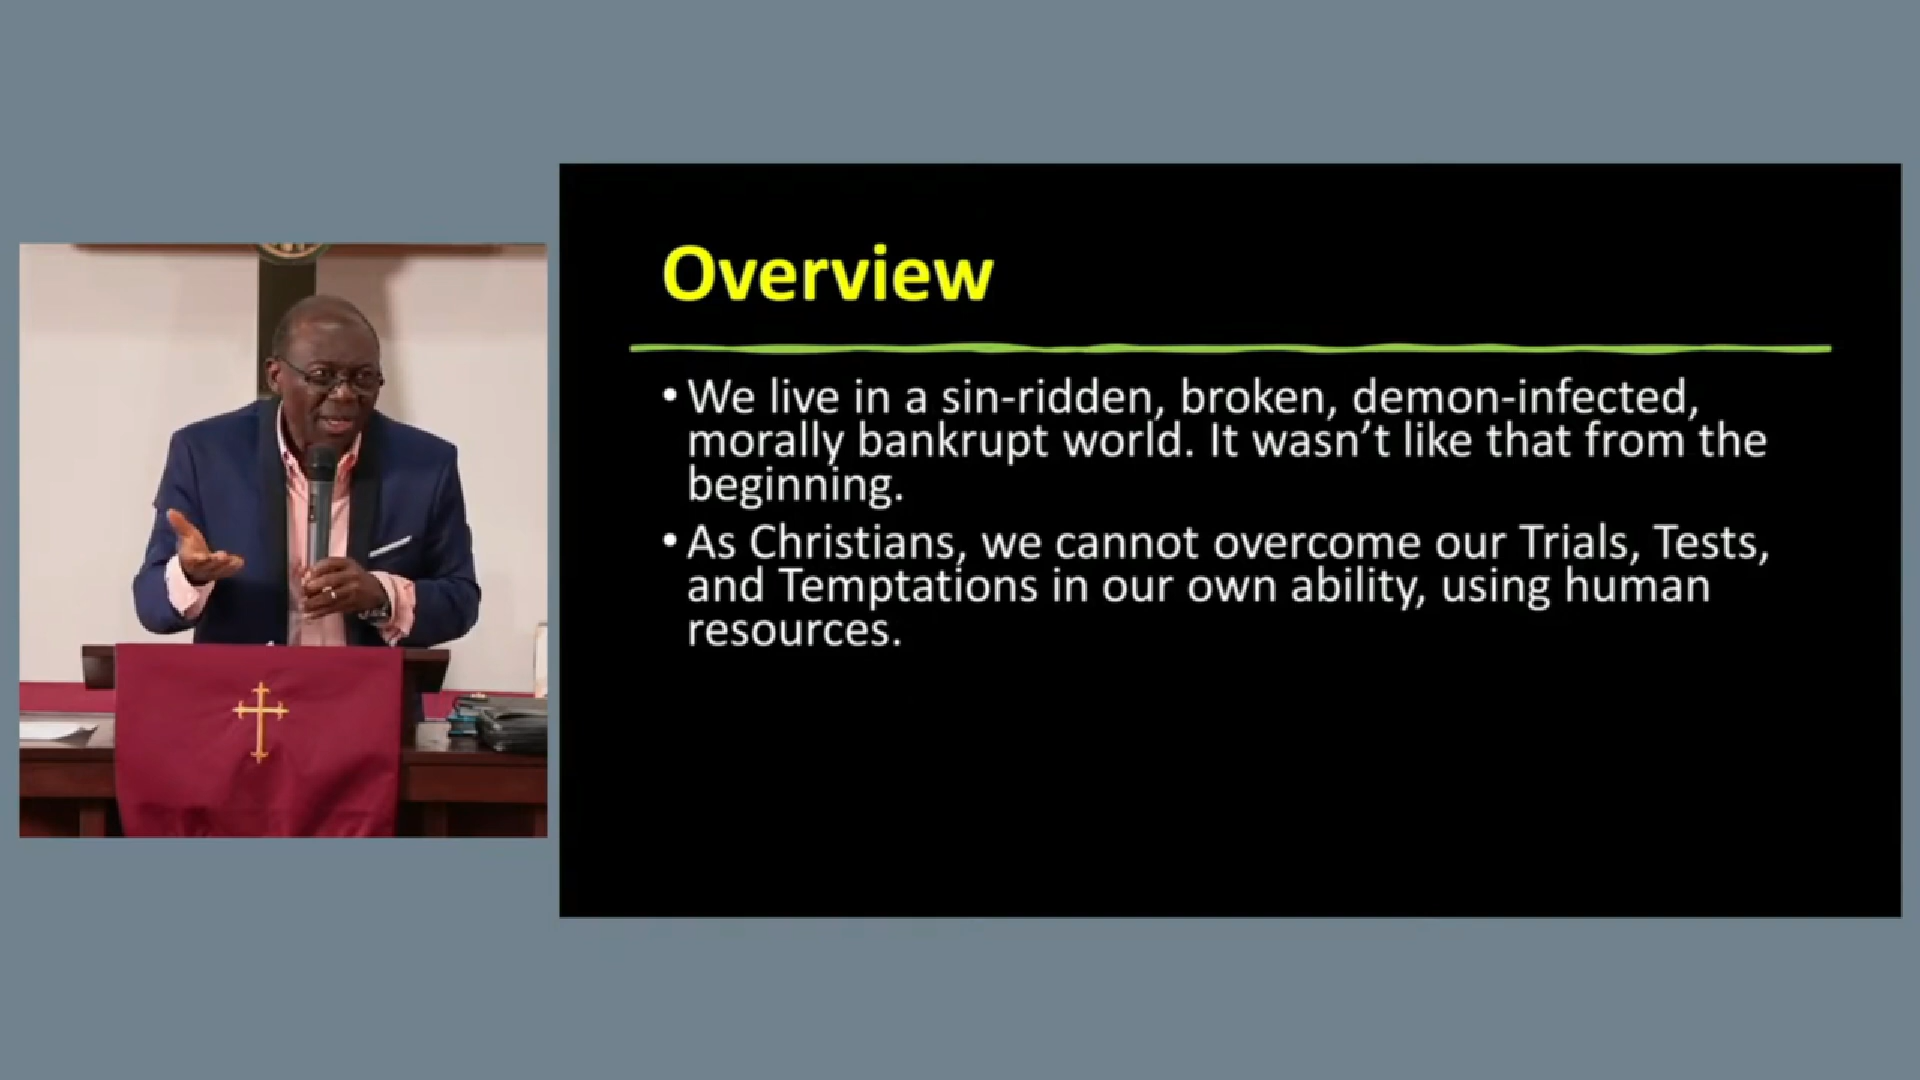 Overview
• We live in a sin-ridden, broken, demon-infected,
morally bankrupt world. It wasn’t like that from the
beginning.
• As Christians, we cannot overcome our Trials, Tests,
and Temptations in our own ability, using human
resources.